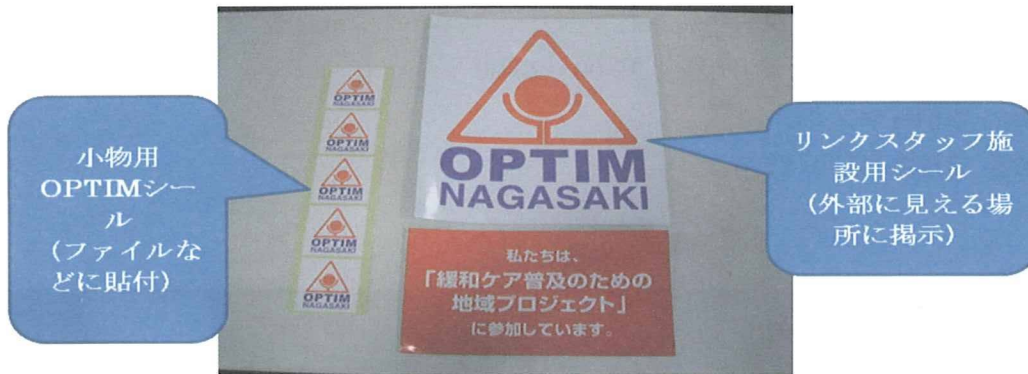 小物用
OPTIMシー
ル
（ファイルな
どに貼付）
OPTIM
NAGASAKI
OPTIM
NAGASAKI
OPTIM
NAGASAKI
OPTIM
NAGASAKI
OPTIM
NAGASAKI
OPTIM
NAGASAKI
私たちは、
「緩和ケア普及のための
地域プロジェクト」
に参加しています。
リンクスタッフ施
設用シール
（外部に見える場
所に掲示）